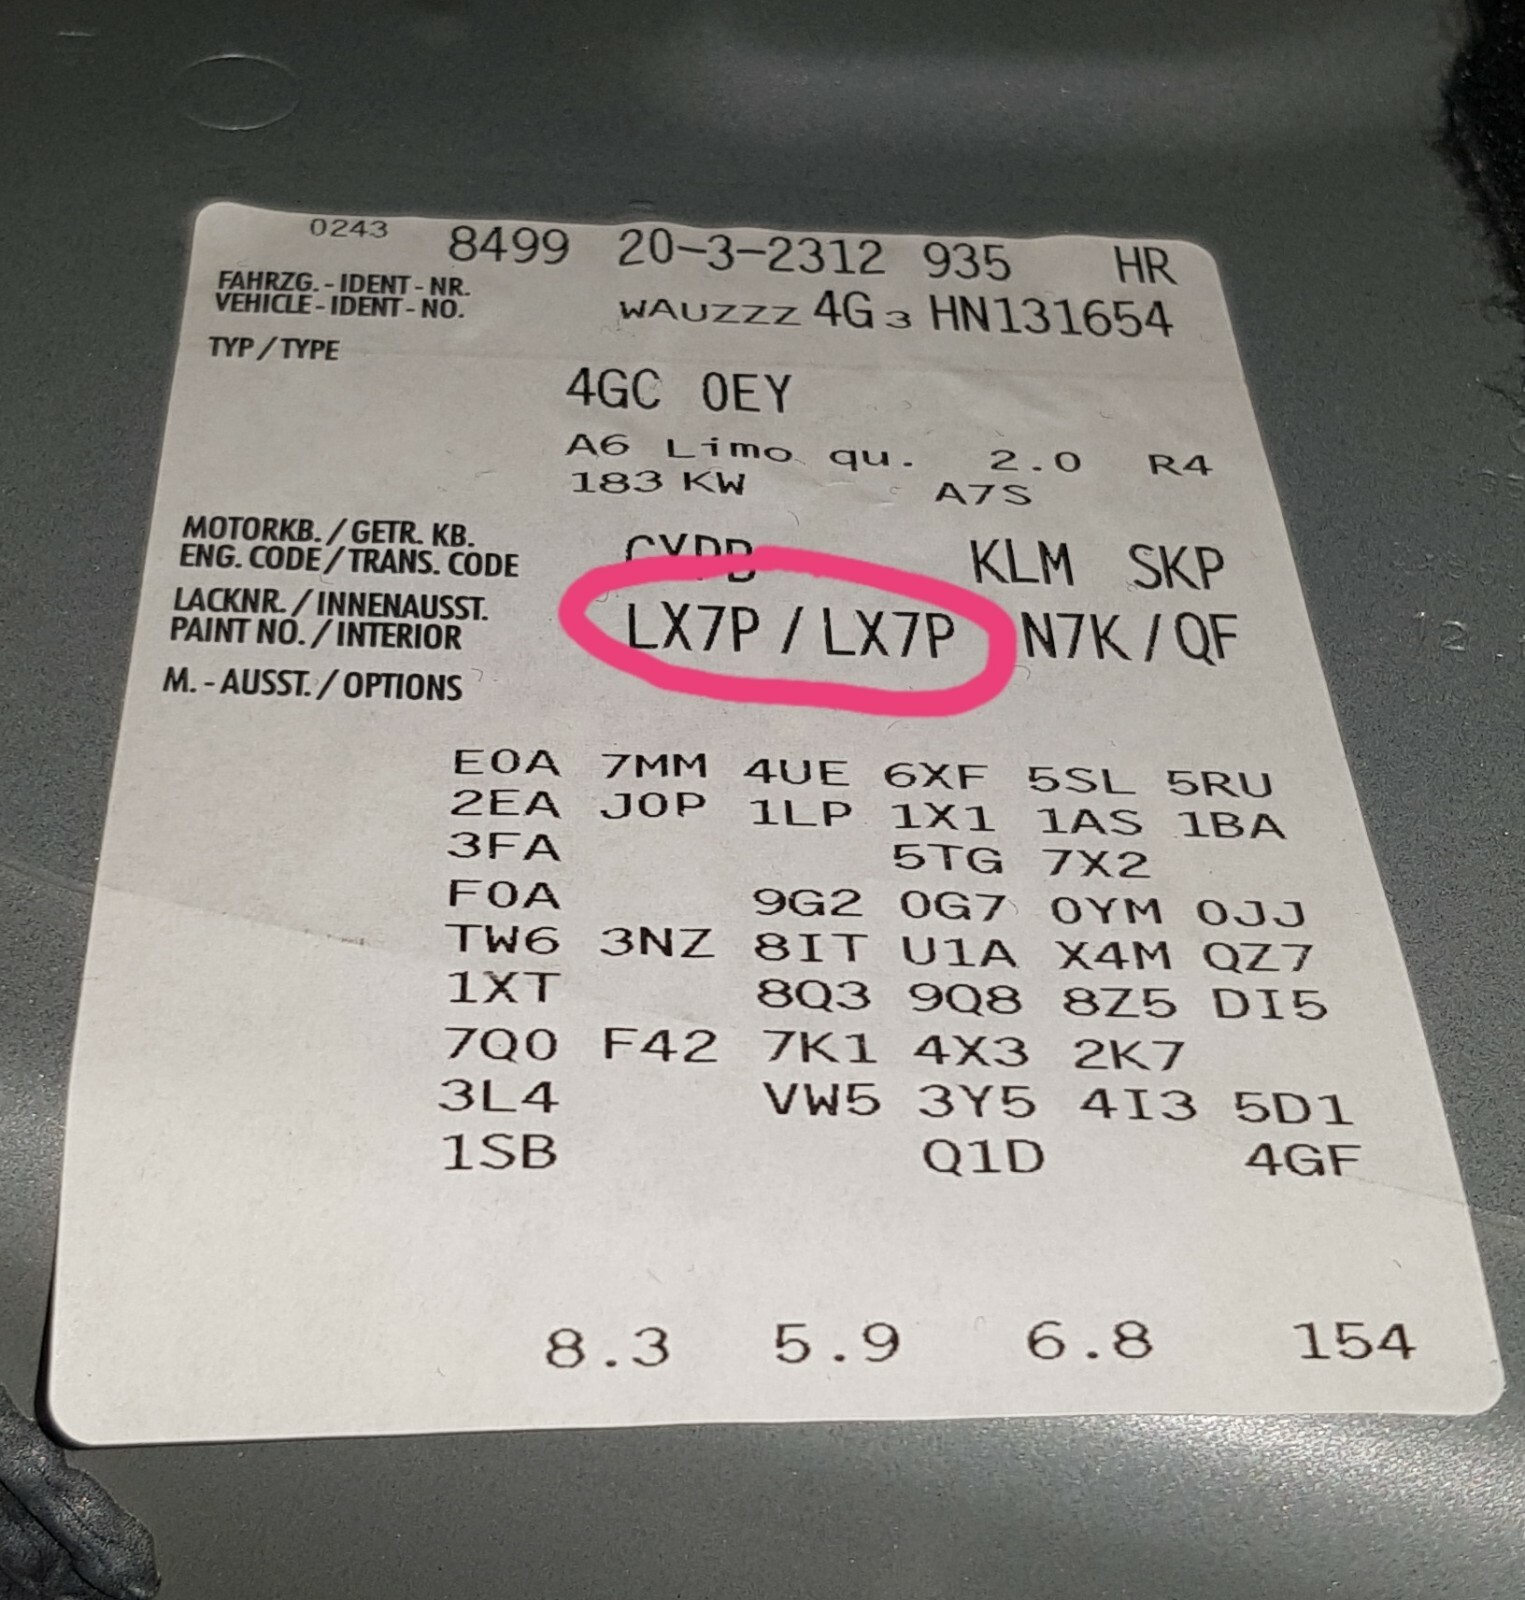 0243 8499 20-3-2312 935 HR
FAHRZG.-IDENT-NR.
VEHICLE-IDENT-NO. WAUZZZ 4G 3 HN131654
TYP/TYPE
4GC 0EY
A6 Limo qu. 2.0 R4
183 KW A7S
MOTORKB./GETR. KB.
ENG. CODE/TRANS. CODE KLM SKP
LACKNR./INNENAUSST.
PAINT NO./INTERIOR LX7P / LX7P N7K / QF
M.-AUSST./OPTIONS
E0A 7MM 4UE 6XF 5SL 5RU
2EA J0P 1LP 1X1 1AS 1BA
3FA 5TG 7X2
F0A 9G2 0G7 0YM 0JJ
TW6 3NZ 8IT U1A X4M QZ7
1XT 8Q3 9Q8 8Z5 DI5
7Q0 F42 7K1 4X3 2K7
3L4 VW5 3Y5 4I3 5D1
1SB Q1D 4GF
8.3 5.9 6.8 154